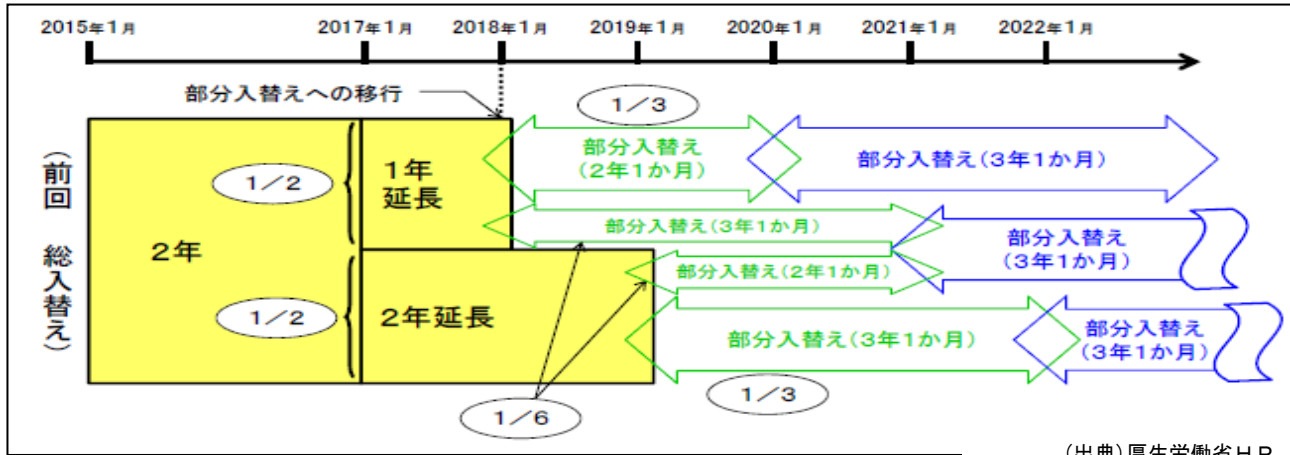 2015年1月 2017年1月 2018年1月 2019年1月 2020年1月 2021年1月 2022年1月
部分入替えへの移行
1／3
(前回 総入替え)
2年
1／2
1年
延長
部分入替え
(2年1か月)
部分入替え(3年1か月)
部分入替え(3年1か月)
部分入替え
(3年1か月)
1／2
2年延長
部分入替え(2年1か月)
部分入替え(3年1か月)
部分入替え
(3年1か月)
1／6
1／3
(出典)厚生労働省HP